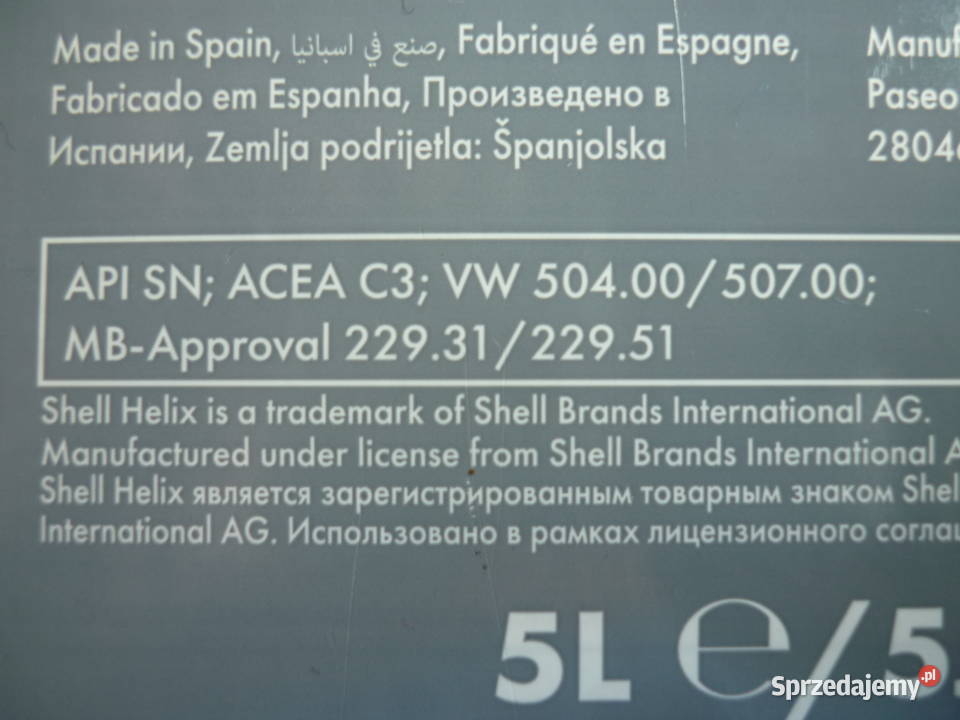 Made in Spain, صنع في اسبانيا, Fabriqué en Espagne,
Fabricado em Espanha, Произведено в
Испании, Zemlja podrijetla: Španjolska
Paseo
API SN; ACEA C3; VW 504.00/507.00;
MB-Approval 229.31/229.51
Shell Helix is a trademark of Shell Brands International AG.
Manufactured under license from Shell Brands International
Shell Helix является зарегистрированным товарным знаком
International AG. Использовано в рамках лицензионного
5L e/5.
Sprzedajemy.pl